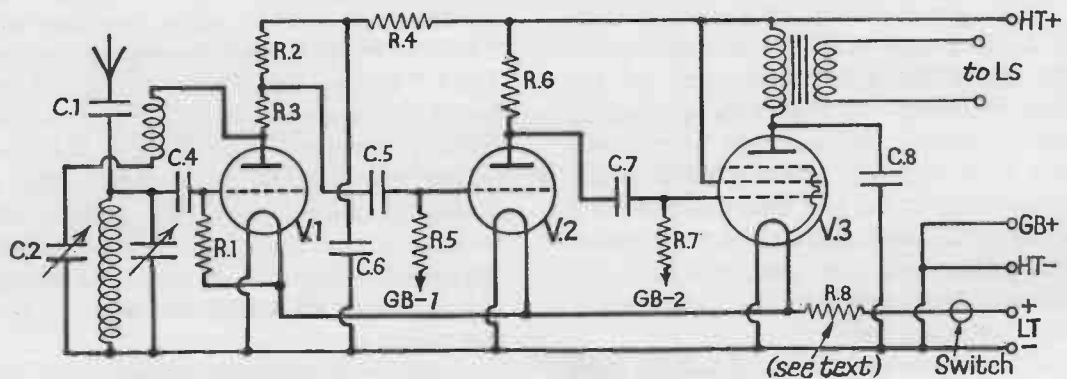 HT+
R.2
R.4
to LS
R.6
C.1
R.3
C.4
C.5
C.7
C.8
V.1
V.2
V.3
C.2
R.1
R.5
R.7
GB+
C.6
HT-
GB-1
GB-2
R.8
+
LT
-
(see text)
Switch